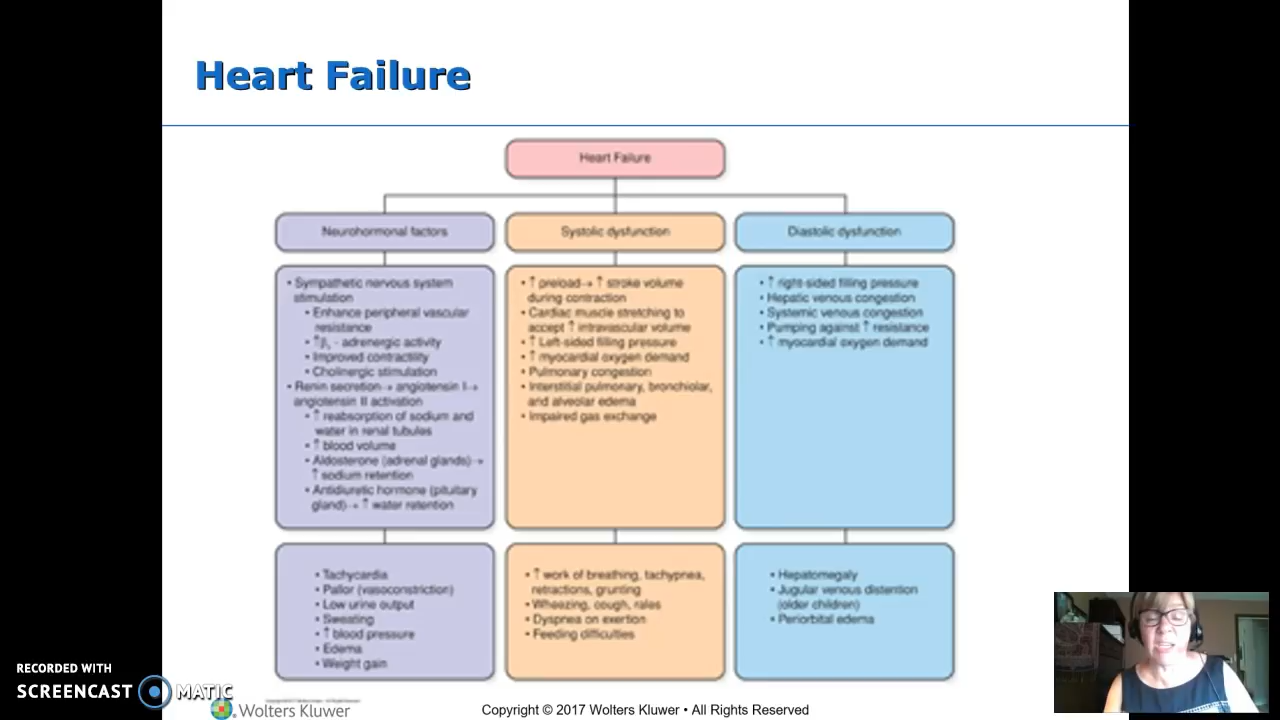 Heart Failure
Heart Failure
Neurohormonal factors
Systolic dysfunction
Diastolic dysfunction
• Sympathetic nervous system
stimulation
• Enhance peripheral vascular
resistance
• ↑β₁ - adrenergic activity
• Improved contractility
• Cholinergic stimulation
• Renin secretion→ angiotensin I→
angiotensin II activation
• ↑ reabsorption of sodium and
water in renal tubules
• ↑ blood volume
• Aldosterone (adrenal glands)→
↑ sodium retention
• Antidiuretic hormone (pituitary
gland)→ ↑ water retention
• ↑ preload→ ↑ stroke volume
during contraction
• Cardiac muscle stretching to
accept ↑ intravascular volume
• ↑ Left-sided filling pressure
• ↑ myocardial oxygen demand
• Pulmonary congestion
• Interstitial pulmonary, bronchiolar,
and alveolar edema
• Impaired gas exchange
• ↑ right-sided filling pressure
• Hepatic venous congestion
• Systemic venous congestion
• Pumping against ↑ resistance
• ↑ myocardial oxygen demand
• Tachycardia
• Pallor (vasoconstriction)
• Low urine output
• Sweating
• ↑ blood pressure
• Edema
• Weight gain
• ↑ work of breathing, tachypnea,
retractions, grunting
• Wheezing, cough, rales
• Dyspnea on exertion
• Feeding difficulties
• Hepatomegaly
• Jugular venous distention
(older children)
• Periorbital edema
RECORDED WITH
SCREENCAST MATIC
Wolters Kluwer
Copyright © 2017 Wolters Kluwer • All Rights Reserved